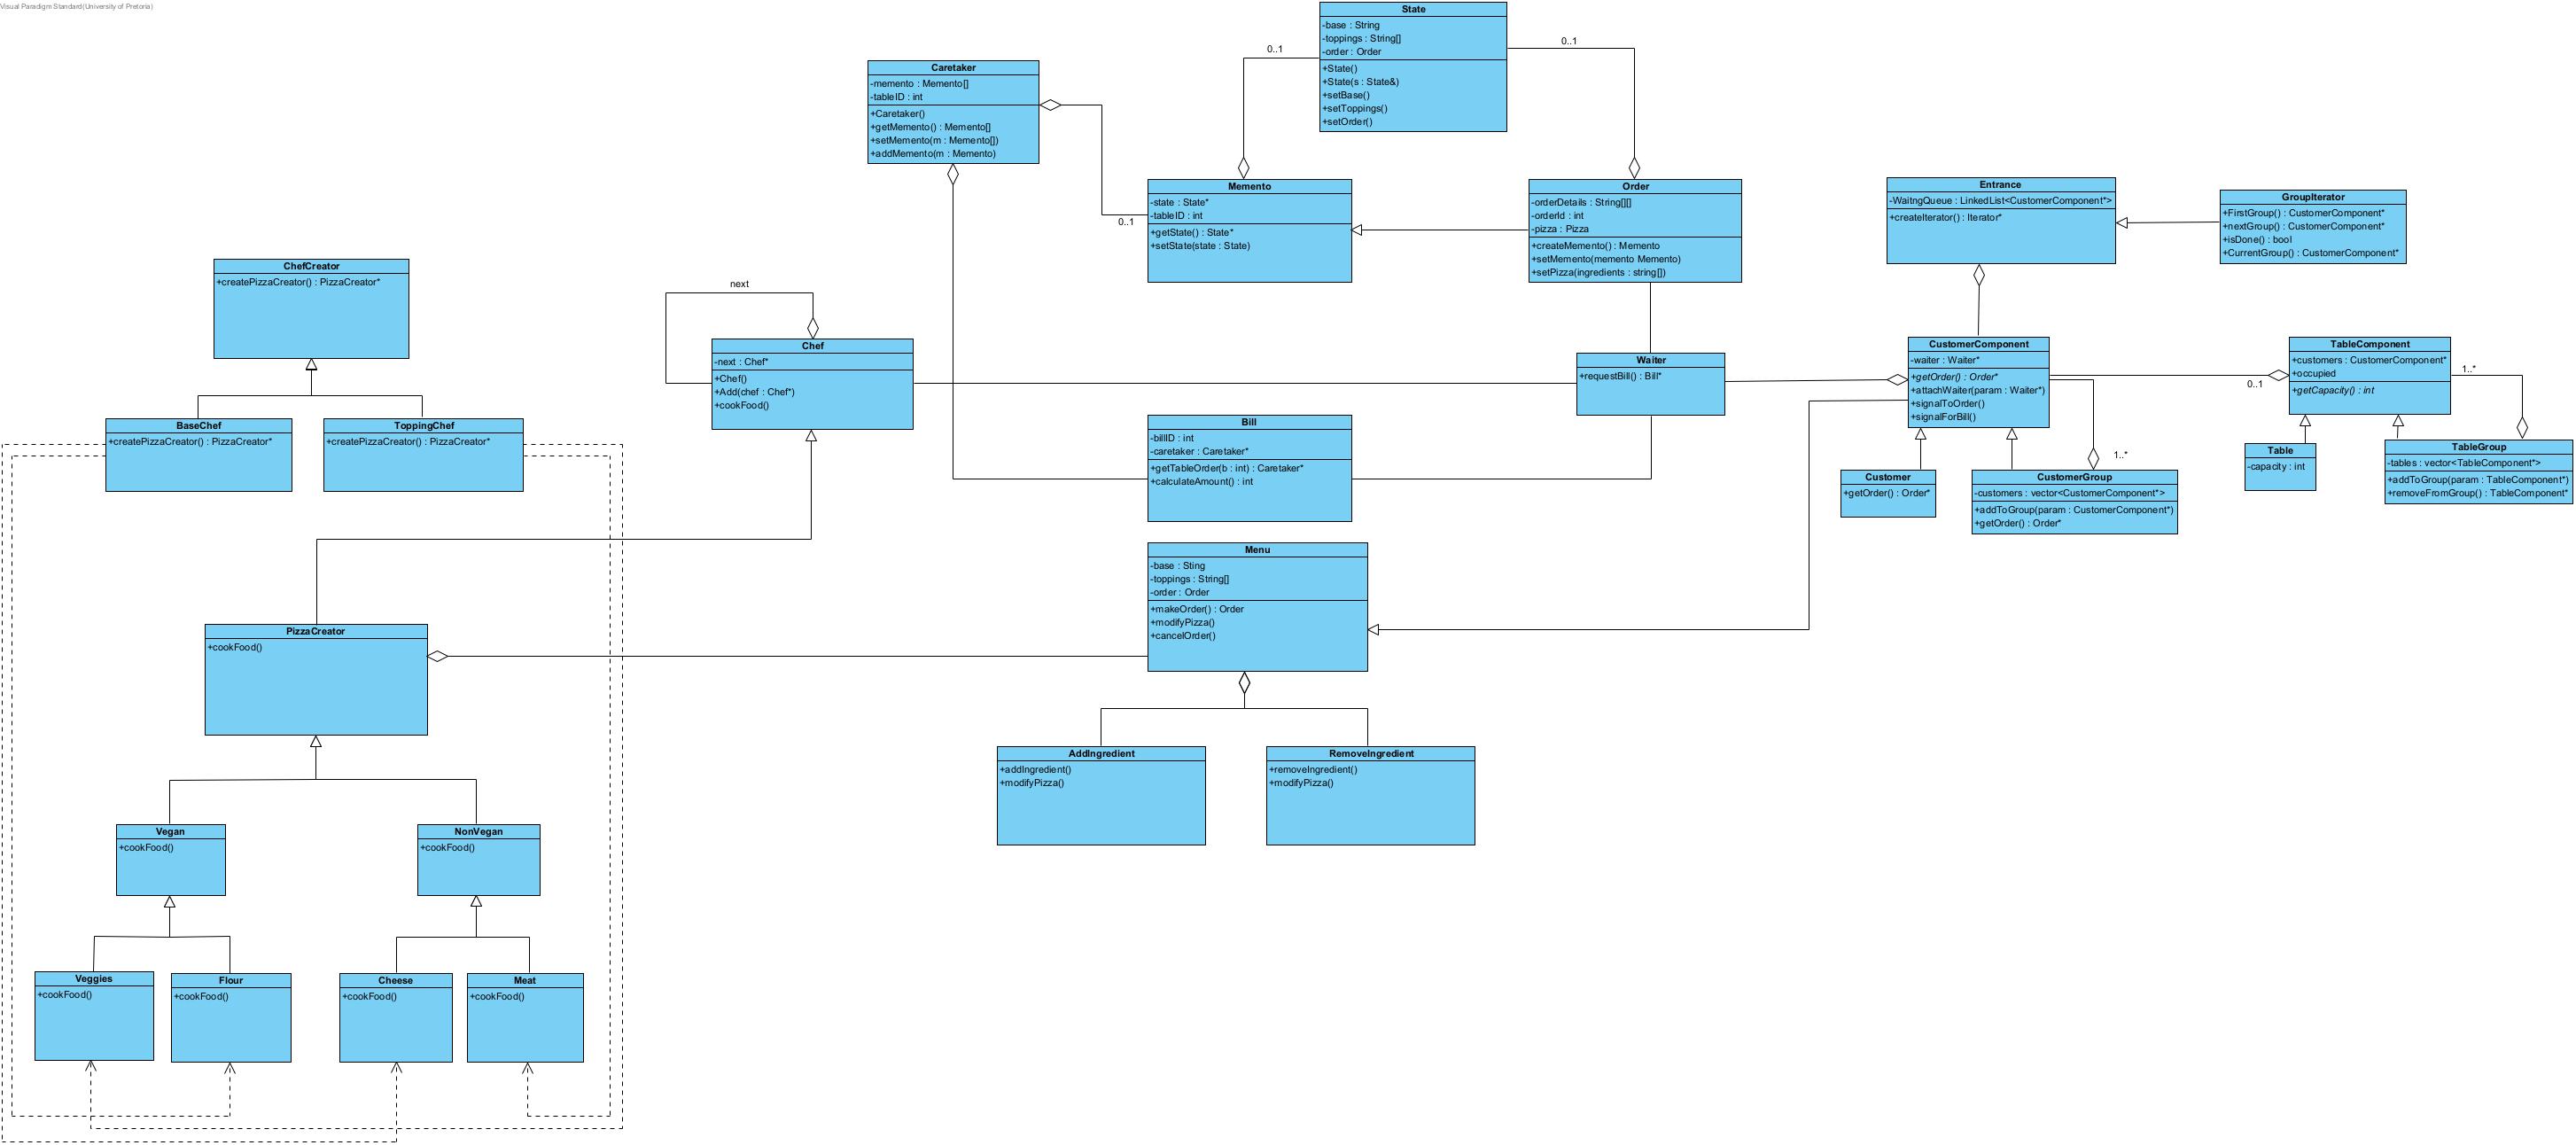 Visual Paradigm Standard(University of Pretoria)
State
-base : String
-toppings : String[]
-order : Order
+State()
+State(s : State&)
+setBase()
+setToppings()
+setOrder()
0..1
0..1
Caretaker
-memento : Memento[]
-tableID : int
+Caretaker()
+getMemento() : Memento[]
+setMemento(m : Memento[])
+addMemento(m : Memento)
0..1
Memento
-state : State*
-tableID : int
+getState() : State*
+setState(state : State)
Order
-orderDetails : String[][]
-orderId : int
-pizza : Pizza
+createMemento() : Memento
+setMemento(memento Memento)
+setPizza(ingredients : string[])
Entrance
-WaitngQueue : LinkedList<CustomerComponent*>
+createIterator() : Iterator*
GroupIterator
+FirstGroup() : CustomerComponent*
+nextGroup() : CustomerComponent*
+isDone() : bool
+CurrentGroup() : CustomerComponent*
ChefCreator
+createPizzaCreator() : PizzaCreator*
next
Chef
-next : Chef*
+Chef()
+Add(chef : Chef*)
+cookFood()
Waiter
+requestBill() : Bill*
CustomerComponent
-waiter : Waiter*
+getOrder() : Order*
+attachWaiter(param : Waiter*)
+signalToOrder()
+signalForBill()
0..1
TableComponent
+customers : CustomerComponent*
+occupied
+getCapacity() : int
1..*
BaseChef
+createPizzaCreator() : PizzaCreator*
ToppingChef
+createPizzaCreator() : PizzaCreator*
Bill
-billID : int
-caretaker : Caretaker*
+getTableOrder(b : int) : Caretaker*
+calculateAmount() : int
Customer
+getOrder() : Order*
1..*
CustomerGroup
-customers : vector<CustomerComponent*>
+addToGroup(param : CustomerComponent*)
+getOrder() : Order*
Table
-capacity : int
TableGroup
-tables : vector<TableComponent*>
+addToGroup(param : TableComponent*)
+removeFromGroup() : TableComponent*
Menu
-base : Sting
-toppings : String[]
-order : Order
+makeOrder() : Order
+modifyPizza()
+cancelOrder()
PizzaCreator
+cookFood()
AddIngredient
+addIngredient()
+modifyPizza()
RemoveIngredient
+removeIngredient()
+modifyPizza()
Vegan
+cookFood()
NonVegan
+cookFood()
Veggies
+cookFood()
Flour
+cookFood()
Cheese
+cookFood()
Meat
+cookFood()